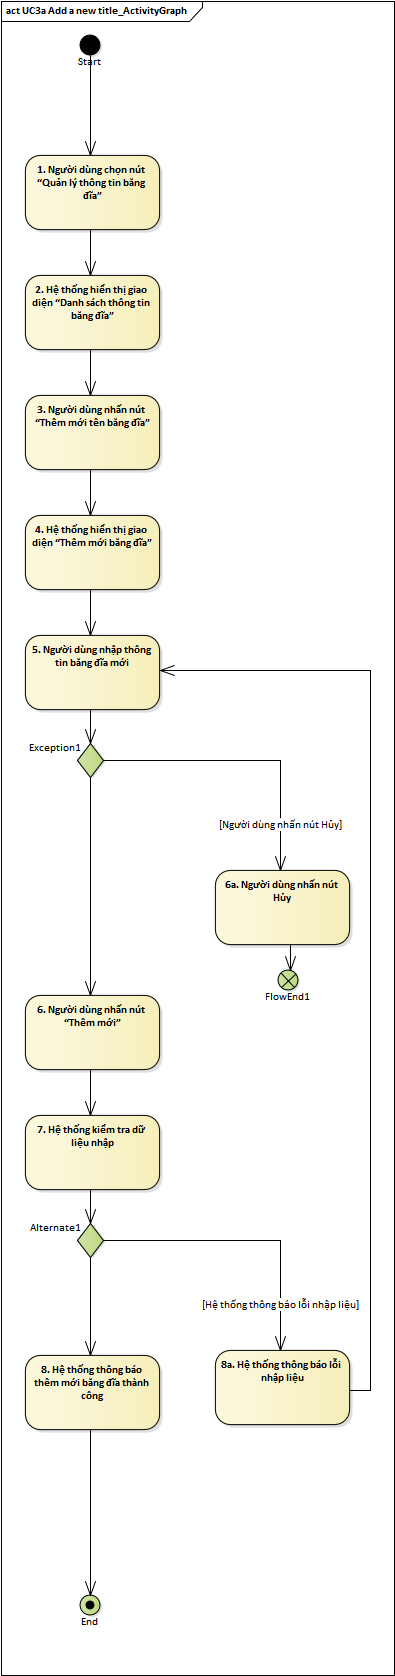 act UC3a Add a new title_ActivityGraph
Start
1. Người dùng chọn nút
“Quản lý thông tin băng
đĩa”
2. Hệ thống hiển thị giao
diện “Danh sách thông tin
băng đĩa”
3. Người dùng nhấn nút
“Thêm mới tên băng đĩa”
4. Hệ thống hiển thị giao
diện “Thêm mới băng đĩa”
5. Người dùng nhập thông
tin băng đĩa mới
Exception1
[Người dùng nhấn nút Hủy]
6a. Người dùng nhấn nút
Hủy
FlowEnd1
6. Người dùng nhấn nút
“Thêm mới”
7. Hệ thống kiểm tra dữ
liệu nhập
Alternate1
[Hệ thống thông báo lỗi nhập liệu]
8. Hệ thống thông báo
thêm mới băng đĩa thành
công
8a. Hệ thống thông báo lỗi
nhập liệu
End